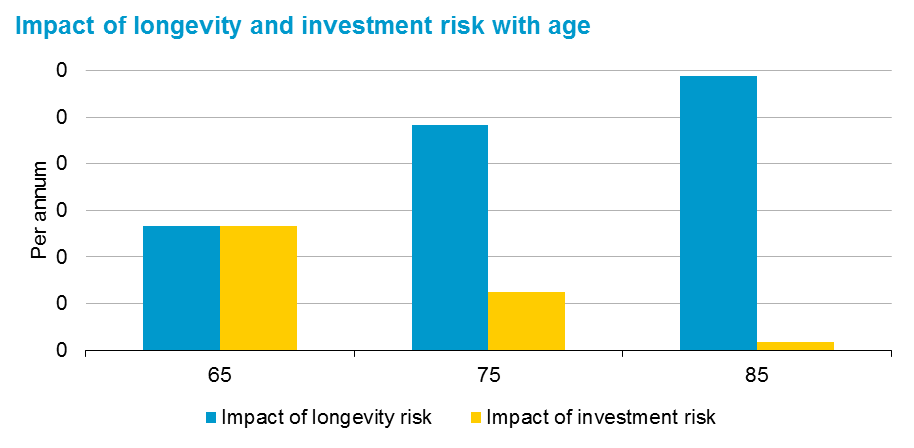 Impact of longevity and investment risk with age
0
0
0
0
0
0
0
Per annum
65 75 85
Impact of longevity risk Impact of investment risk